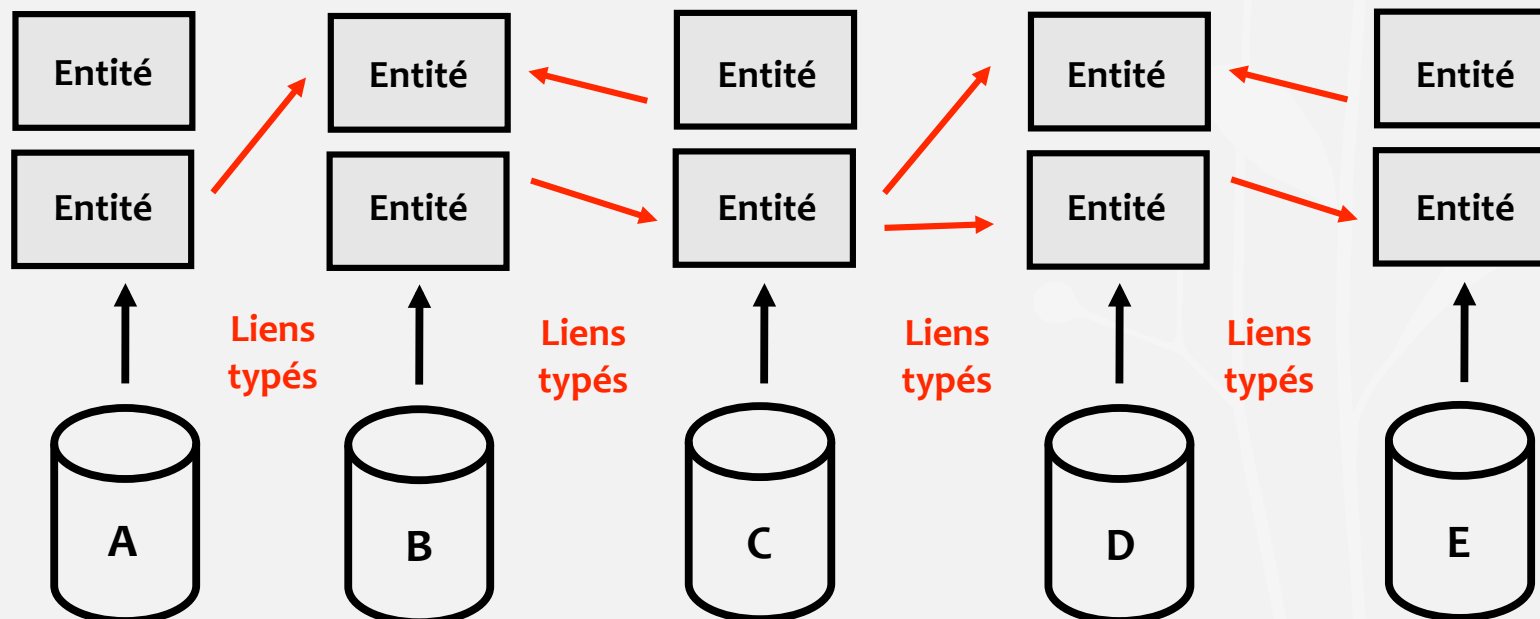 Entité
Entité
Entité
Entité
Entité
Entité
Entité
Entité
Entité
Entité
Liens
typés
Liens
typés
Liens
typés
Liens
typés
A
B
C
D
E